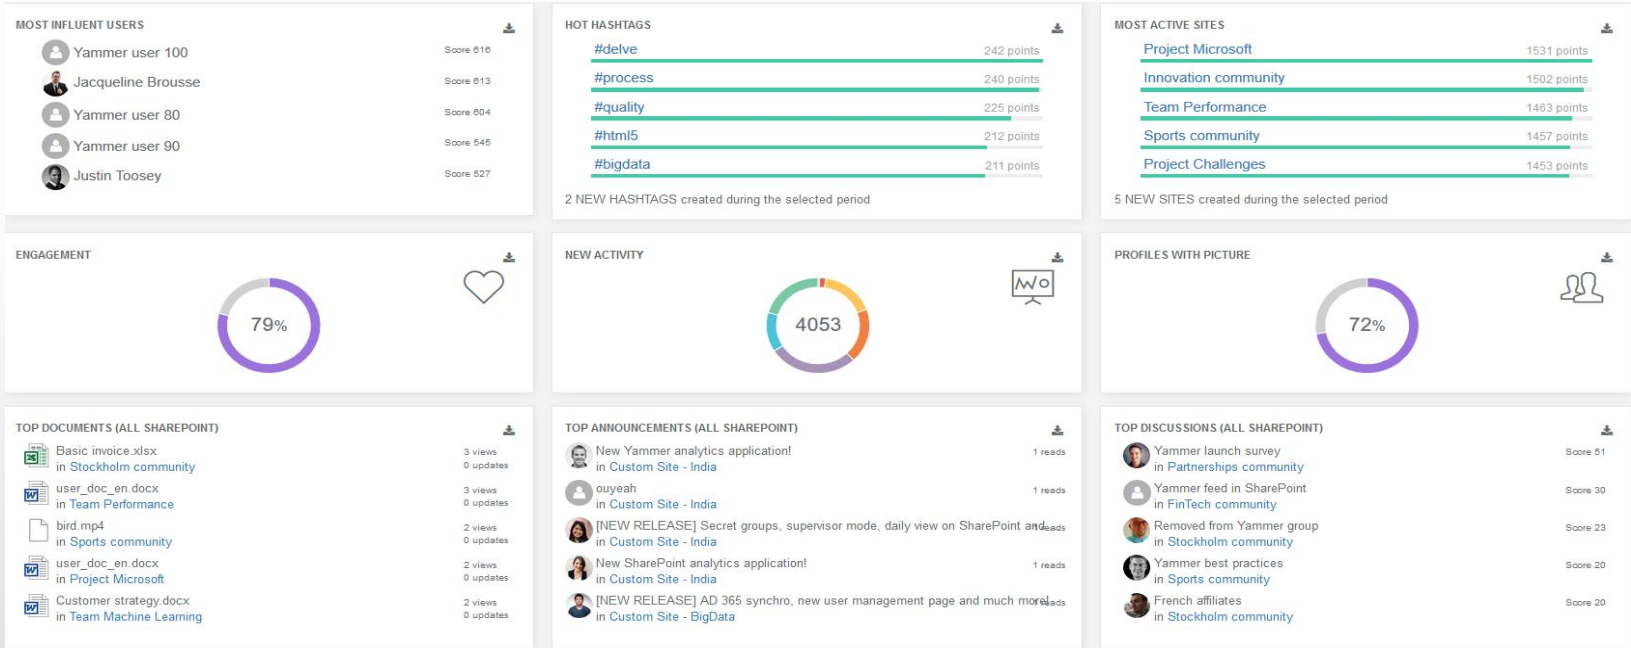 MOST INFLUENT USERS
Yammer user 100 Score 616
Jacqueline Brousse Score 613
Yammer user 80 Score 604
Yammer user 90 Score 545
Justin Toosey Score 527
HOT HASHTAGS
#delve 242 points
#process 240 points
#quality 225 points
#html5 212 points
#bigdata 211 points
2 NEW HASHTAGS created during the selected period
MOST ACTIVE SITES
Project Microsoft 1531 points
Innovation community 1502 points
Team Performance 1463 points
Sports community 1457 points
Project Challenges 1453 points
5 NEW SITES created during the selected period
ENGAGEMENT
79%
NEW ACTIVITY
4053
PROFILES WITH PICTURE
72%
TOP DOCUMENTS (ALL SHAREPOINT)
Basic invoice.xlsx 3 views
in Stockholm community 0 updates
user_doc_en.docx 3 views
in Team Performance 0 updates
bird.mp4 2 views
in Sports community 0 updates
user_doc_en.docx 2 views
in Project Microsoft 0 updates
Customer strategy.docx 2 views
in Team Machine Learning 0 updates
TOP ANNOUNCEMENTS (ALL SHAREPOINT)
New Yammer analytics application! 1 reads
in Custom Site - India
ouyeah 1 reads
in Custom Site - India
[NEW RELEASE] Secret groups, supervisor mode, daily view on SharePoint and
in Custom Site - India
New SharePoint analytics application! 1 reads
in Custom Site - India
[NEW RELEASE] AD 365 synchro, new user management page and much more!
in Custom Site - BigData
TOP DISCUSSIONS (ALL SHAREPOINT)
Yammer launch survey Score 51
in Partnerships community
Yammer feed in SharePoint Score 30
in FinTech community
Removed from Yammer group Score 23
in Stockholm community
Yammer best practices Score 20
in Sports community
French affiliates Score 20
in Stockholm community